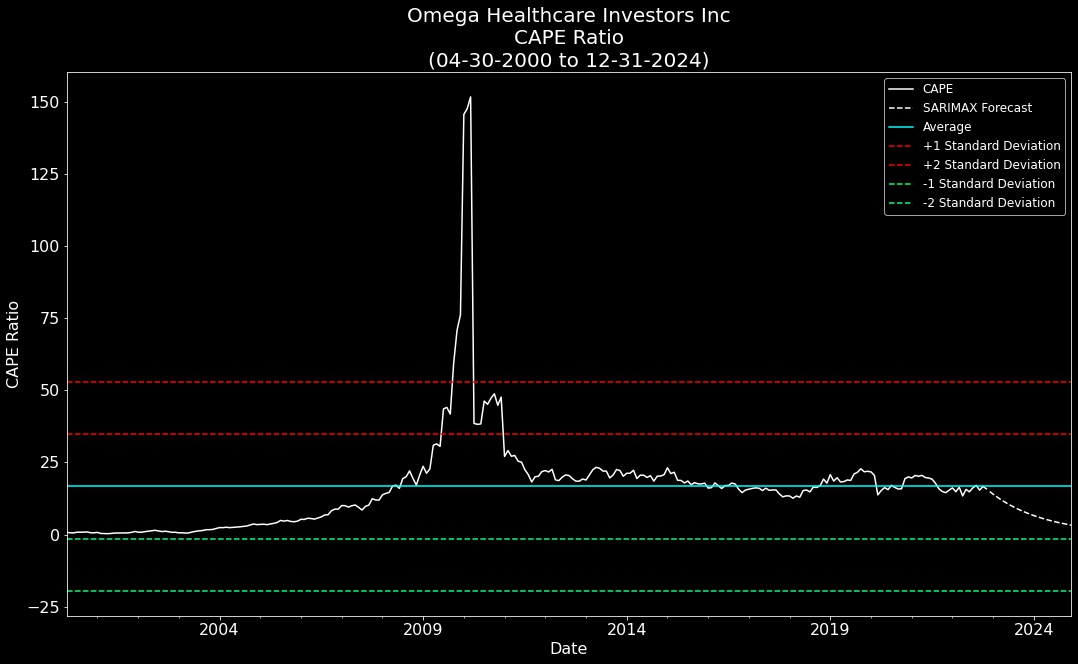 Omega Healthcare Investors Inc
CAPE Ratio
(04-30-2000 to 12-31-2024)
CAPE
SARIMAX Forecast
Average
+1 Standard Deviation
+2 Standard Deviation
-1 Standard Deviation
-2 Standard Deviation
CAPE Ratio
150
125
100
75
50
25
0
−25
2004
2009
2014
2019
2024
Date